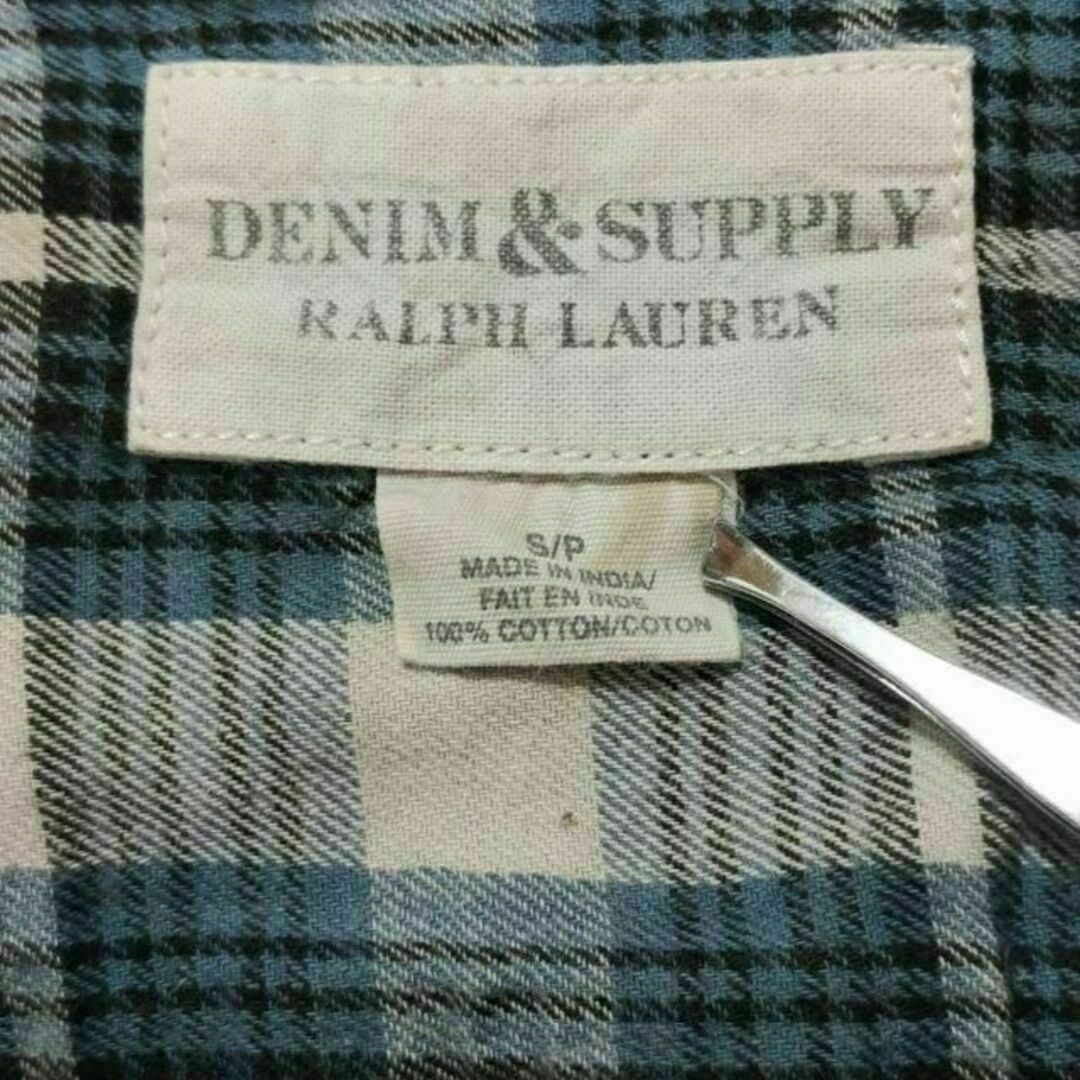 DENIM & SUPPLY
RALPH LAUREN
S/P
MADE IN INDIA/
FAIT EN INDE
100% COTTON/COTON